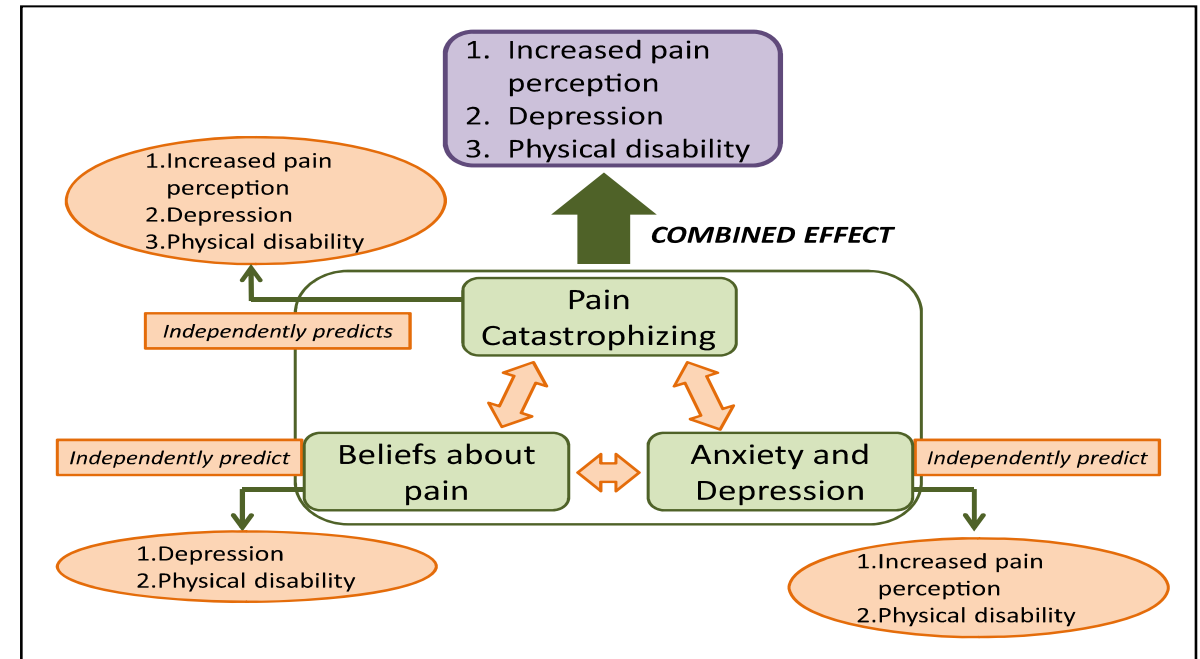 1. Increased pain
perception
2. Depression
3. Physical disability
1.Increased pain
perception
2.Depression
3.Physical disability
COMBINED EFFECT
Pain
Catastrophizing
Independently predicts
Independently predict
Beliefs about
pain
Anxiety and
Depression
Independently predict
1.Depression
2.Physical disability
1.Increased pain
perception
2.Physical disability